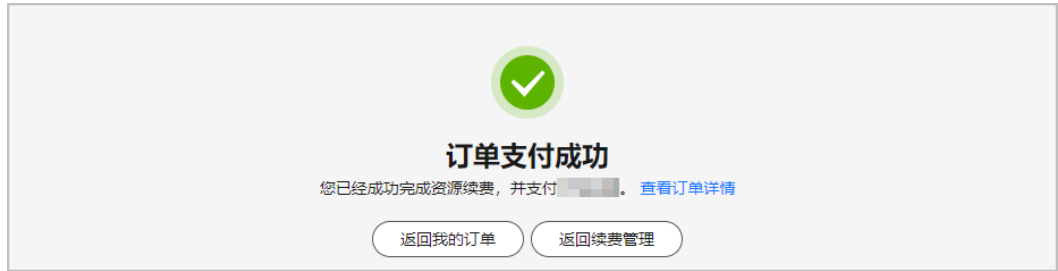 订单支付成功
您已经成功完成资源续费，并支付 。 查看订单详情
返回我的订单 返回续费管理